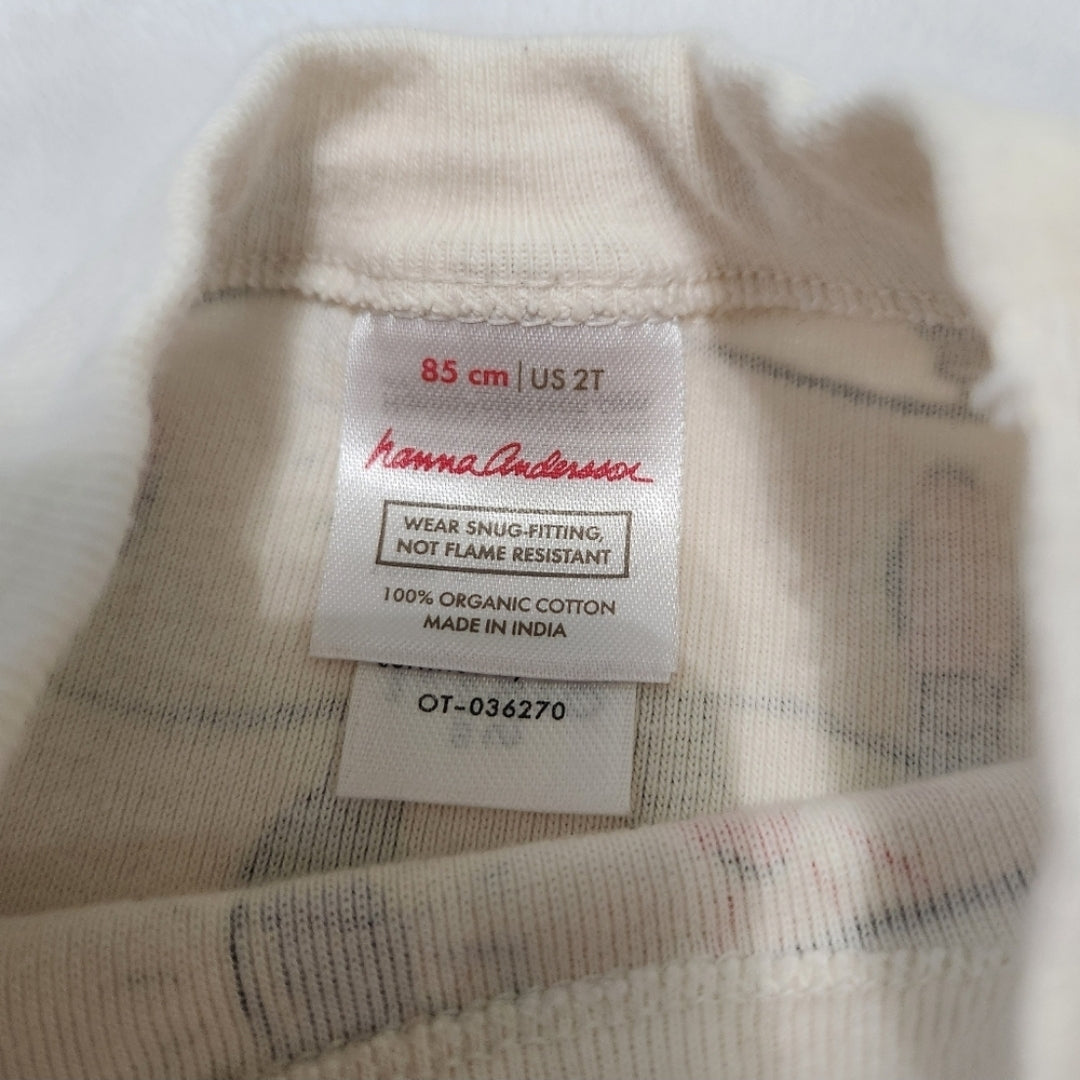 85 cm | US 2T
hanna andersson
WEAR SNUG-FITTING,
NOT FLAME RESISTANT
100% ORGANIC COTTON
MADE IN INDIA
OT-036270